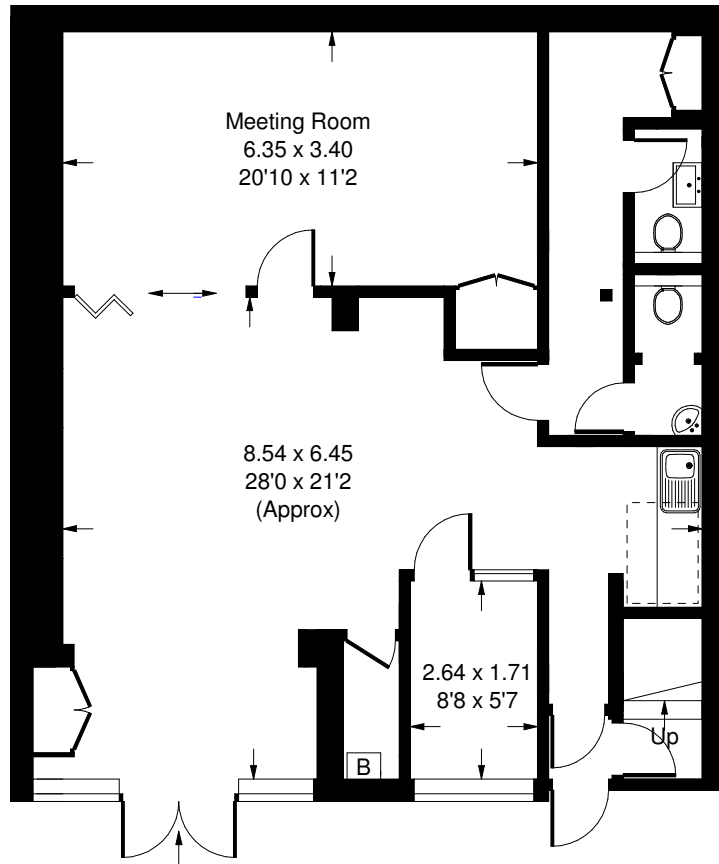 Meeting Room
6.35 x 3.40
20'10 x 11'2
8.54 x 6.45
28'0 x 21'2
(Approx)
2.64 x 1.71
8'8 x 5'7
Up
B